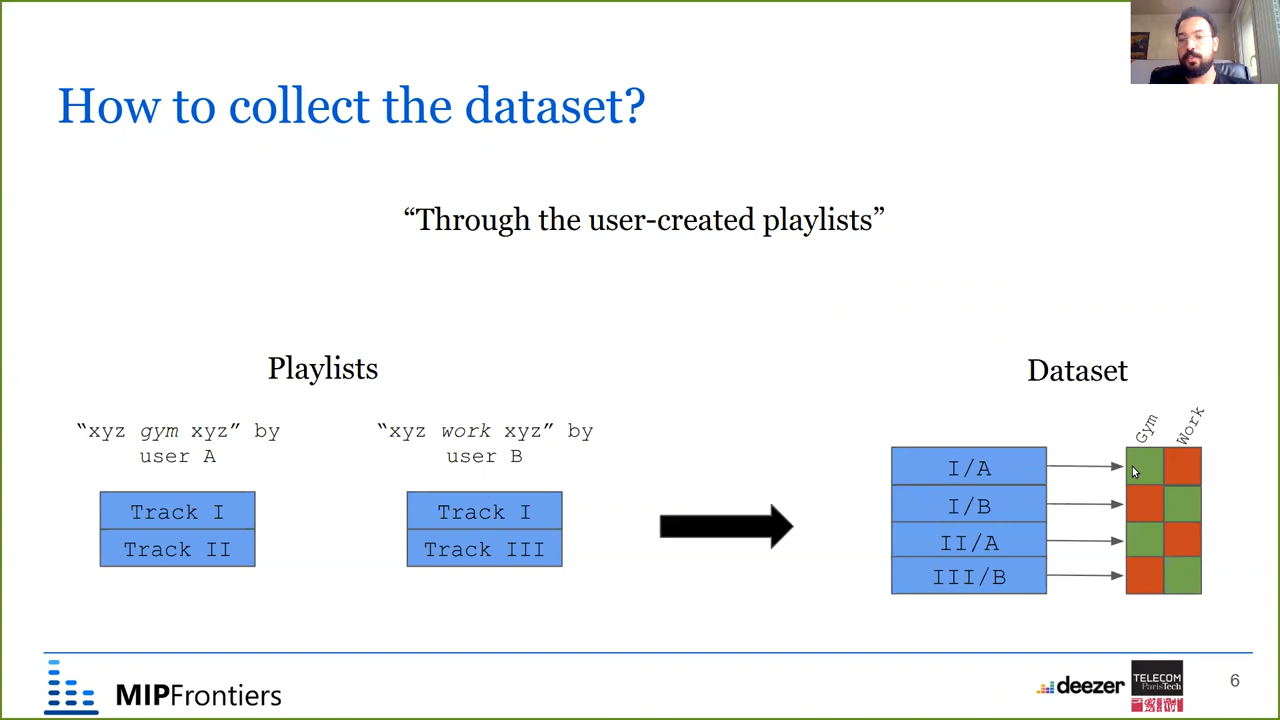 How to collect the dataset?
“Through the user-created playlists”
Playlists
“xyz gym xyz” by
user A
Track I
Track II
“xyz work xyz” by
user B
Track I
Track III
Dataset
Gym
Work
I/A
I/B
II/A
III/B
MIPFrontiers
deezer
TELECOM
ParisTech
6